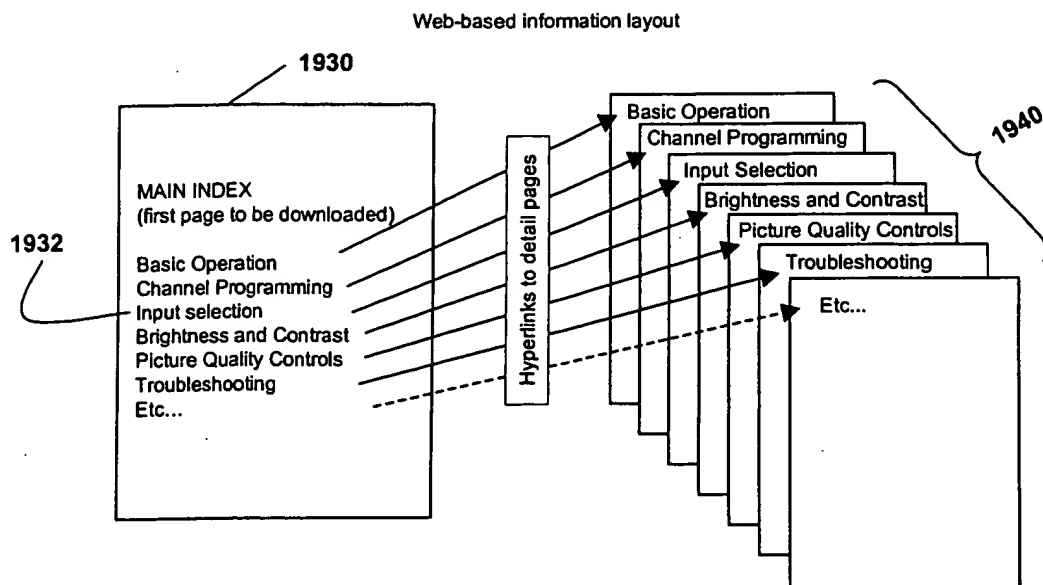 Web-based information layout
1930
1940
1932
MAIN INDEX
(first page to be downloaded)
Basic Operation
Channel Programming
Input selection
Brightness and Contrast
Picture Quality Controls
Troubleshooting
Etc...
Hyperlinks to detail pages
Basic Operation
Channel Programming
Input Selection
Brightness and Contrast
Picture Quality Controls
Troubleshooting
Etc...